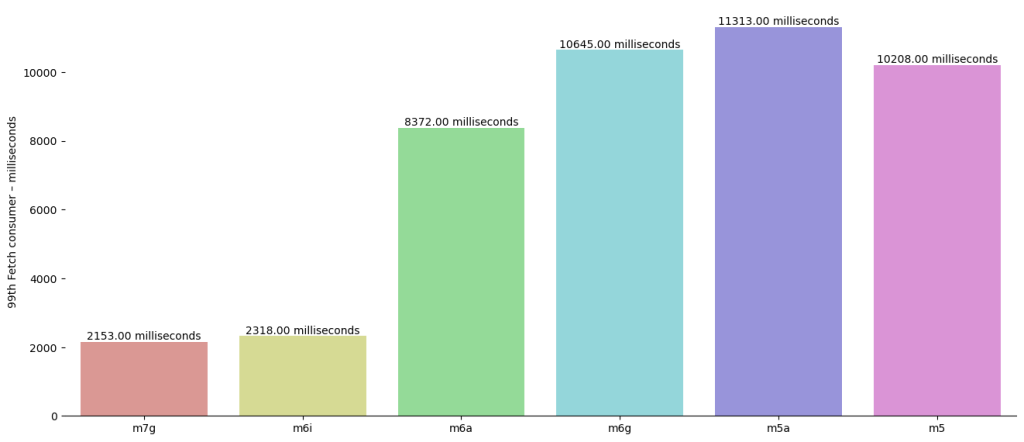 11313.00 milliseconds
10645.00 milliseconds
10208.00 milliseconds
8372.00 milliseconds
2153.00 milliseconds
2318.00 milliseconds
99th Fetch consumer – milliseconds
10000
8000
6000
4000
2000
0
m7g
m6i
m6a
m6g
m5a
m5